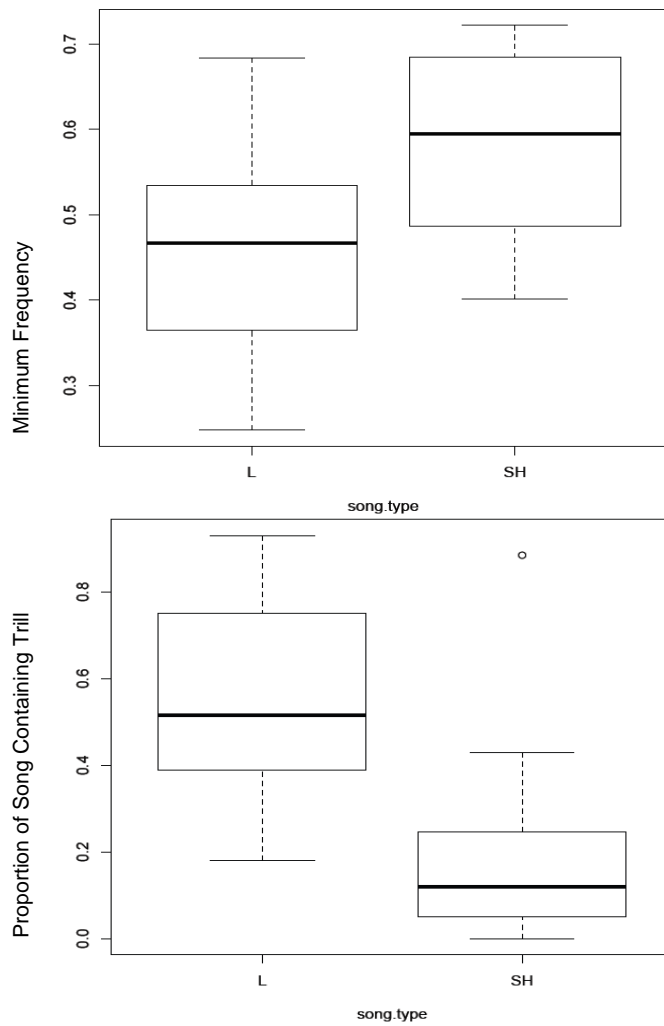 Minimum Frequency
0.7
0.6
0.5
0.4
0.3
L SH
song.type
Proportion of Song Containing Trill
0.8
0.6
0.4
0.2
0.0
L SH
song.type